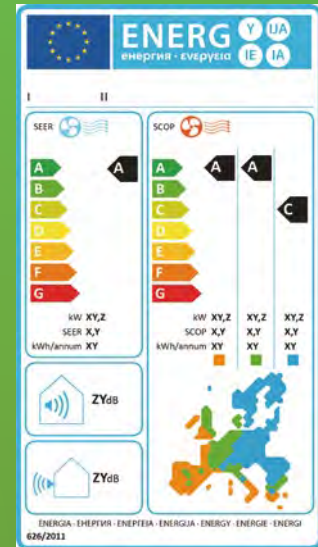 ENERG Y UA
енергия · ενεργεια IE IA
I II
SEER SCOP
A A A A A
B B
C C C
D D
E E
F F
G G
kW XY,Z kW XY,Z XY,Z XY,Z
SEER X,Y SCOP X,Y X,Y X,Y
kWh/annum XY kWh/annum XY XY XY
ZYdB
ZYdB
ENERGIA · ЕНЕРГИЯ · ΕΝΕΡΓΕΙΑ · ENERGIJA · ENERGY · ENERGIE · ENERGI
626/2011